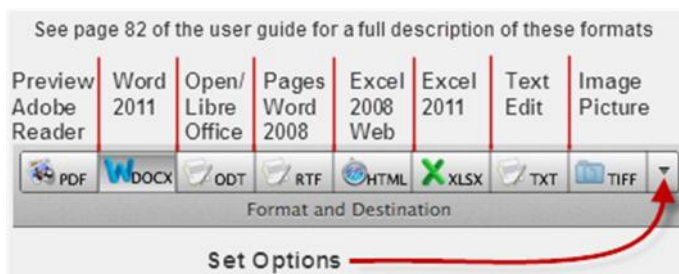 See page 82 of the user guide for a full description of these formats
Preview Adobe Reader
Word 2011
Open/ Libre Office
Pages Word 2008
Excel 2008 Web
Excel 2011
Text Edit
Image Picture
PDF
DOCX
ODT
RTF
HTML
XLSX
TXT
TIFF
Format and Destination
Set Options